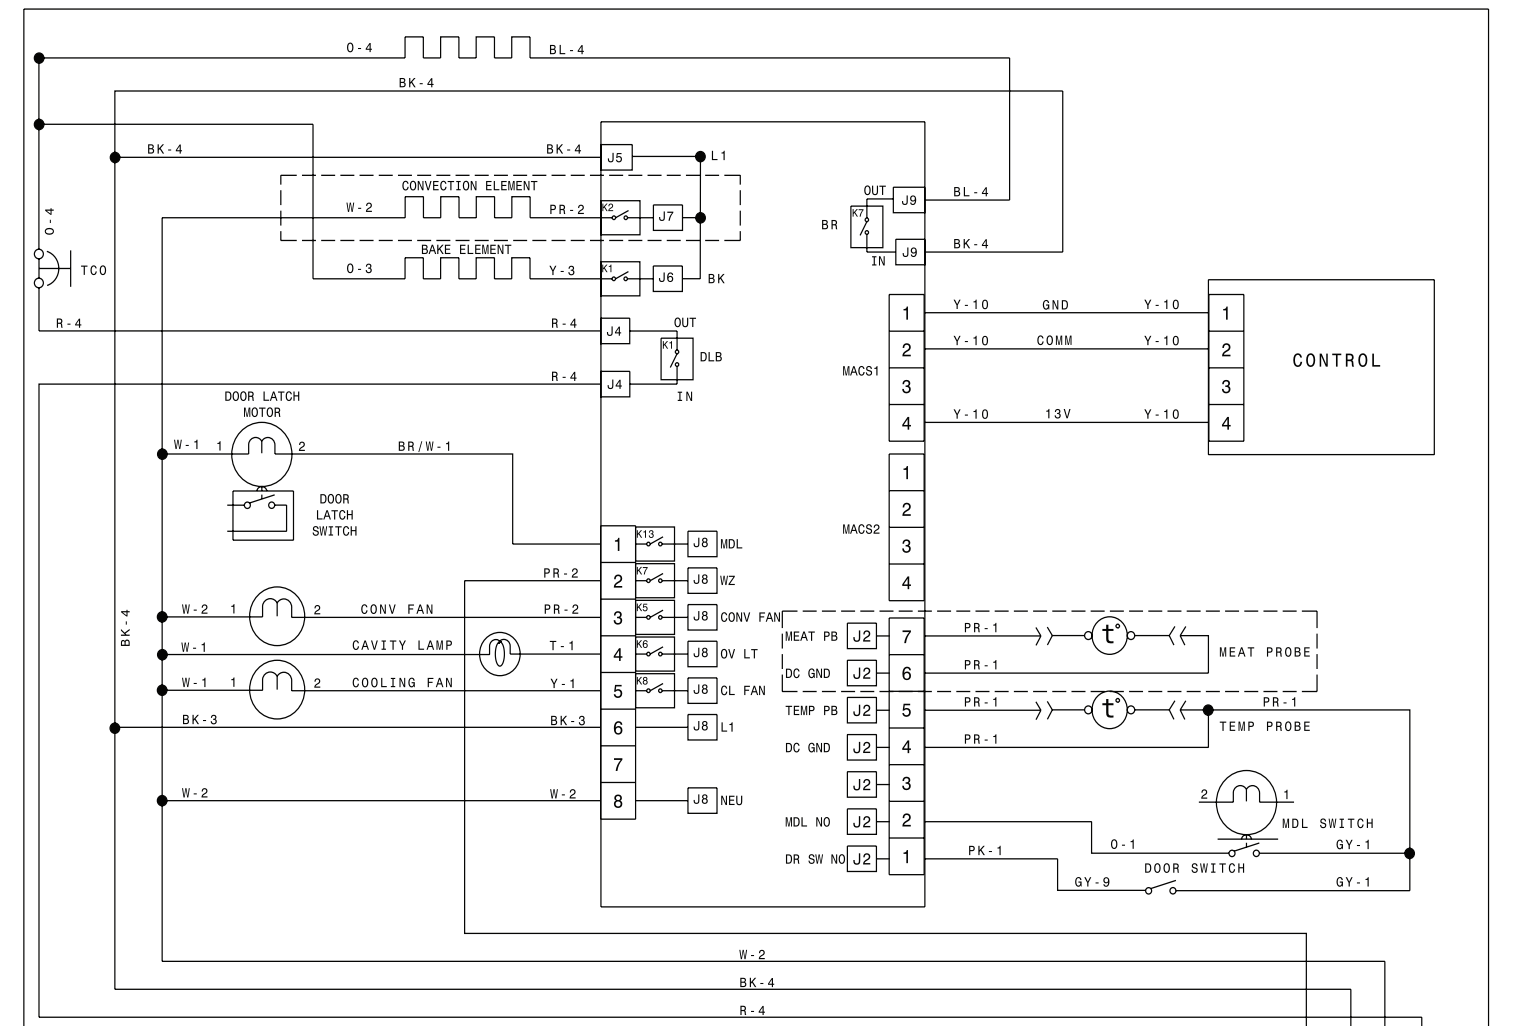 O-4 BL-4
BK-4
BK-4 BK-4 J5 L1
CONVECTION ELEMENT
W-2 PR-2 K2 J7
BAKE ELEMENT
O-3 Y-3 K1 J6 BK
O-4
TCO
R-4 R-4 J4 OUT
K1 DLB
R-4 J4 IN
OUT J9 BL-4
BR K7
IN J9 BK-4
1 Y-10 GND Y-10 1
2 Y-10 COMM Y-10 2
MACS1
3 3
4 Y-10 13V Y-10 4
CONTROL
DOOR LATCH
MOTOR
W-1 1 2 BR/W-1
DOOR
LATCH
SWITCH
1
2
MACS2
3
4
1 K13 J8 MDL
PR-2 2 K7 J8 WZ
W-2 1 2 CONV FAN PR-2 3 K5 J8 CONV FAN
W-1 CAVITY LAMP T-1 4 K6 J8 OV LT
W-1 1 2 COOLING FAN Y-1 5 K8 J8 CL FAN
BK-3 BK-3 6 J8 L1
7
W-2 W-2 8 J8 NEU
BK-4
MEAT PB J2 7 PR-1 t°
MEAT PROBE
DC GND J2 6 PR-1
TEMP PB J2 5 PR-1 t° PR-1
TEMP PROBE
DC GND J2 4 PR-1
J2 3
2 1
MDL SWITCH
MDL NO J2 2 O-1 GY-1
DR SW NO J2 1 PK-1
DOOR SWITCH
GY-9 GY-1
W-2
BK-4
R-4